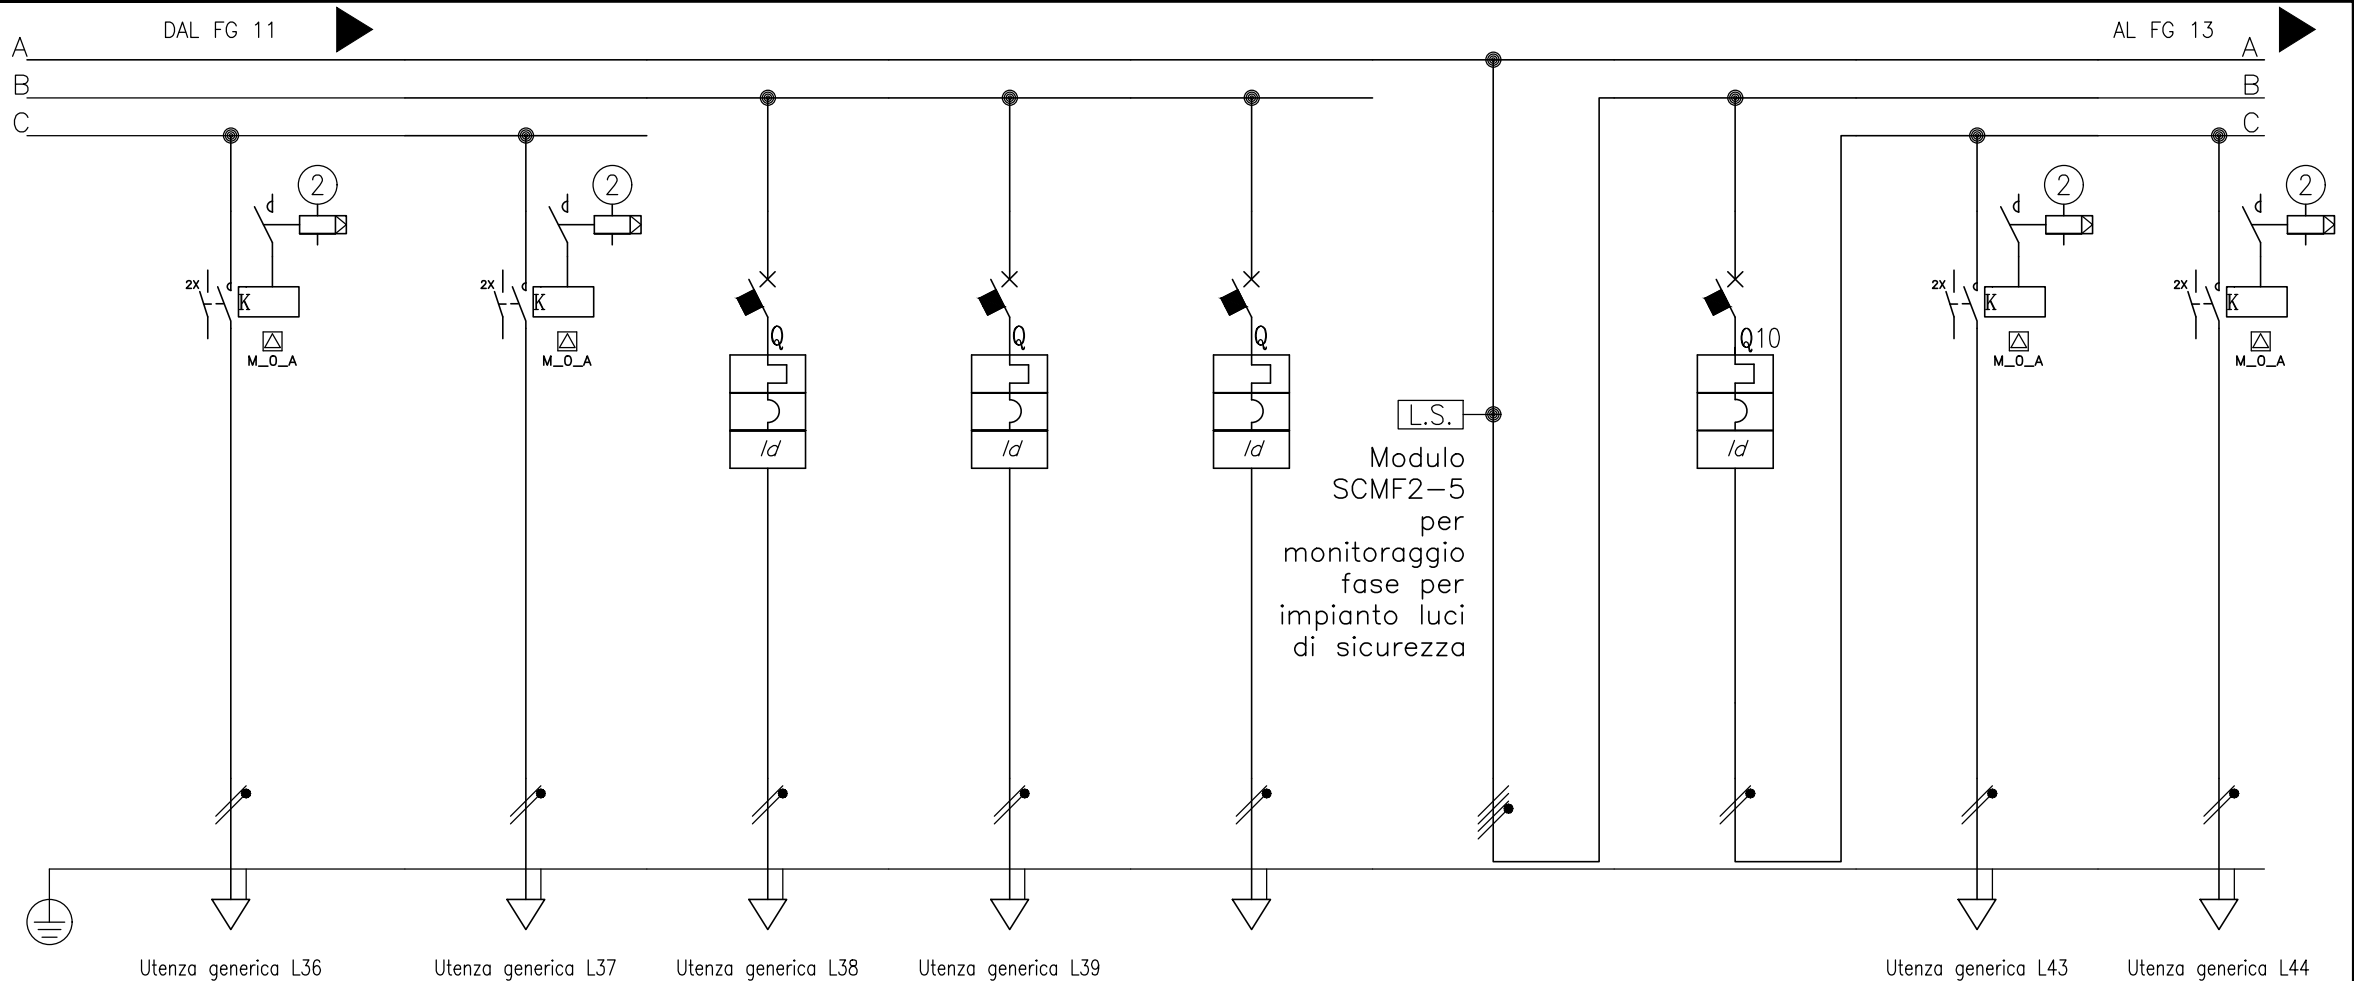 DAL FG 11
AL FG 13
A
A
B
B
C
C
2
2
2
2
2X
K
2X
K
2X
K
2X
K
M_O_A
M_O_A
M_O_A
M_O_A
Q
Q
Q
Q10
Id
Id
Id
Id
L.S.
Modulo
SCMF2-5
per
monitoraggio
fase per
impianto luci
di sicurezza
Utenza generica L36
Utenza generica L37
Utenza generica L38
Utenza generica L39
Utenza generica L43
Utenza generica L44